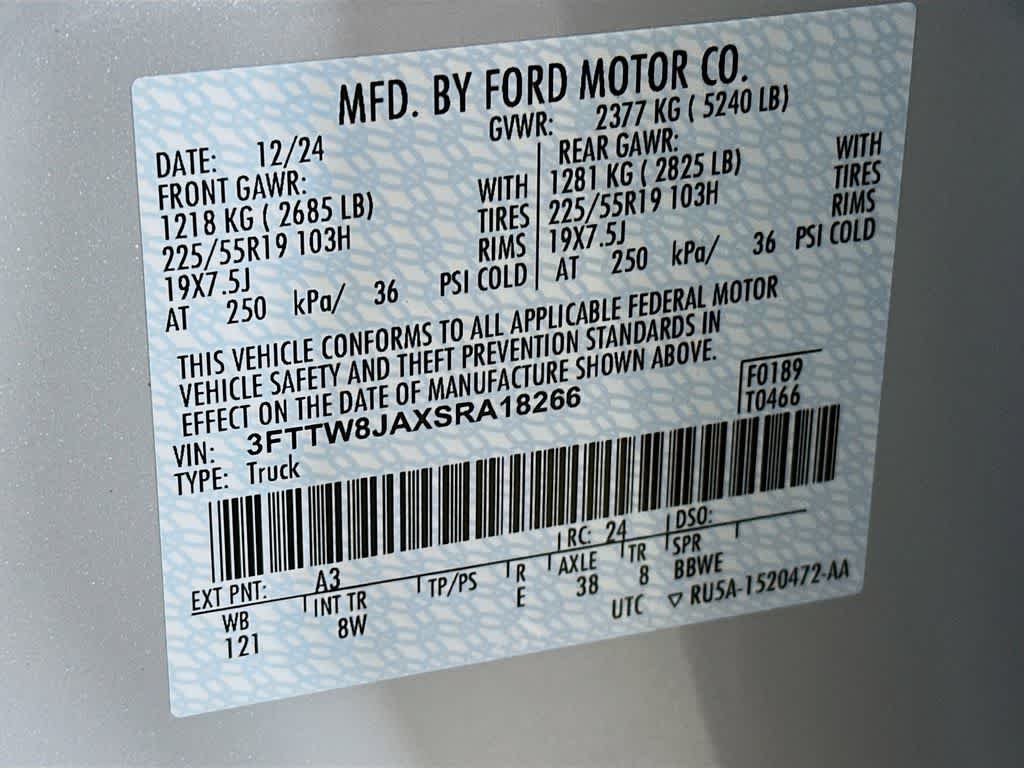 MFD. BY FORD MOTOR CO.
DATE: 12/24 GVWR: 2377 KG ( 5240 LB)
FRONT GAWR: REAR GAWR:
1218 KG ( 2685 LB) WITH 1281 KG ( 2825 LB) WITH
225/55R19 103H TIRES 225/55R19 103H TIRES
19X7.5J RIMS 19X7.5J RIMS
AT 250 kPa/ 36 PSI COLD AT 250 kPa/ 36 PSI COLD
THIS VEHICLE CONFORMS TO ALL APPLICABLE FEDERAL MOTOR
VEHICLE SAFETY AND THEFT PREVENTION STANDARDS IN
EFFECT ON THE DATE OF MANUFACTURE SHOWN ABOVE.
VIN: 3FTTW8JAXSRA18266 F0189
TYPE: Truck T0466
EXT PNT: A3 RC: 24 DSO:
WB INT TR TP/PS R AXLE TR SPR
121 8W E 38 8 BBWE
UTC ▽ RU5A-1520472-AA